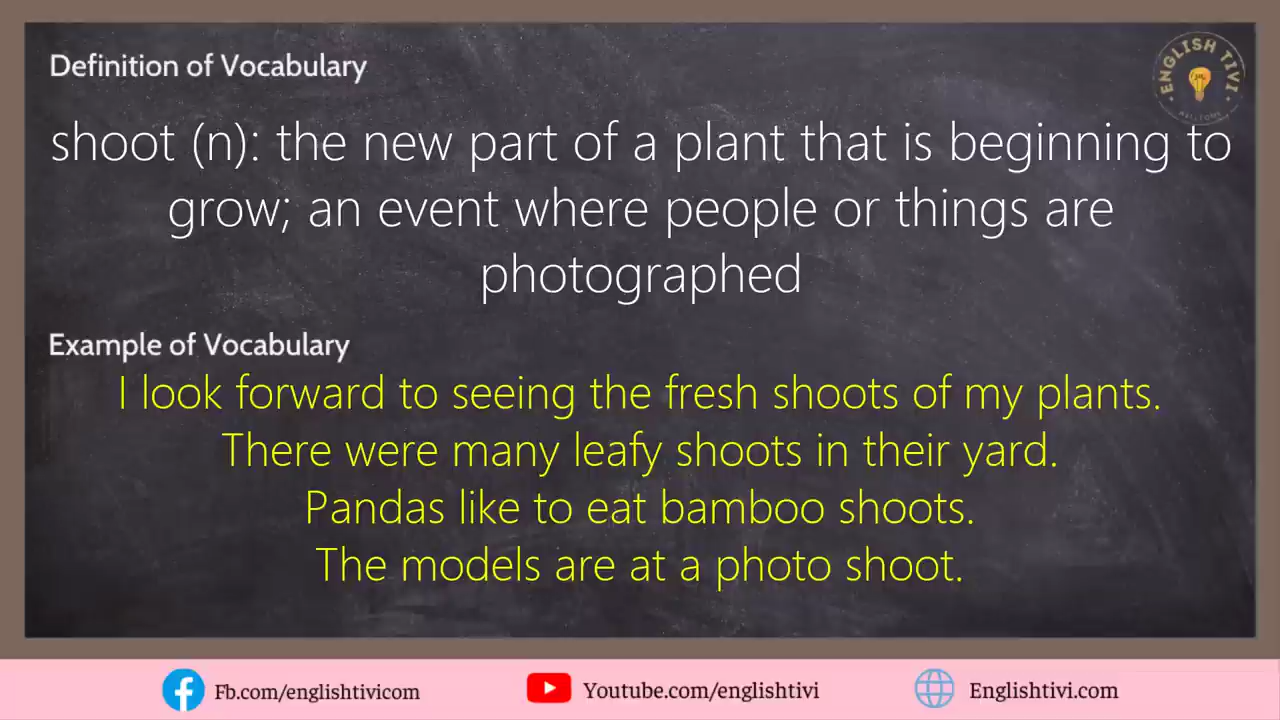 Definition of Vocabulary
ENGLISH TIVI
shoot (n): the new part of a plant that is beginning to
grow; an event where people or things are
photographed
Example of Vocabulary
I look forward to seeing the fresh shoots of my plants.
There were many leafy shoots in their yard.
Pandas like to eat bamboo shoots.
The models are at a photo shoot.
Fb.com/englishtivicom
Youtube.com/englishtivi
Englishtivi.com